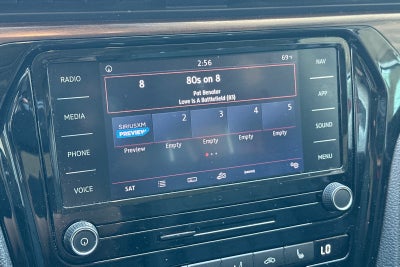 2:56
69°
8
80s on 8
Pat Benatar
Love Is A Battlefield (83)
RADIO
MEDIA
PHONE
VOICE
NAV
APP
SOUND
MENU
SIRIUSXM
PREVIEW
2
3
4
5
Preview
Empty
Empty
Empty
Empty
SAT
LO